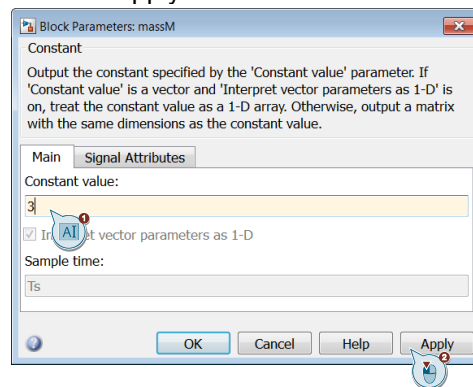 Block Parameters: massM
Constant
Output the constant specified by the 'Constant value' parameter. If
'Constant value' is a vector and 'Interpret vector parameters as 1-D' is
on, treat the constant value as a 1-D array. Otherwise, output a matrix
with the same dimensions as the constant value.
Main Signal Attributes
Constant value:
3
1
AI
vector parameters as 1-D
Sample time:
Ts
OK Cancel Help Apply
2